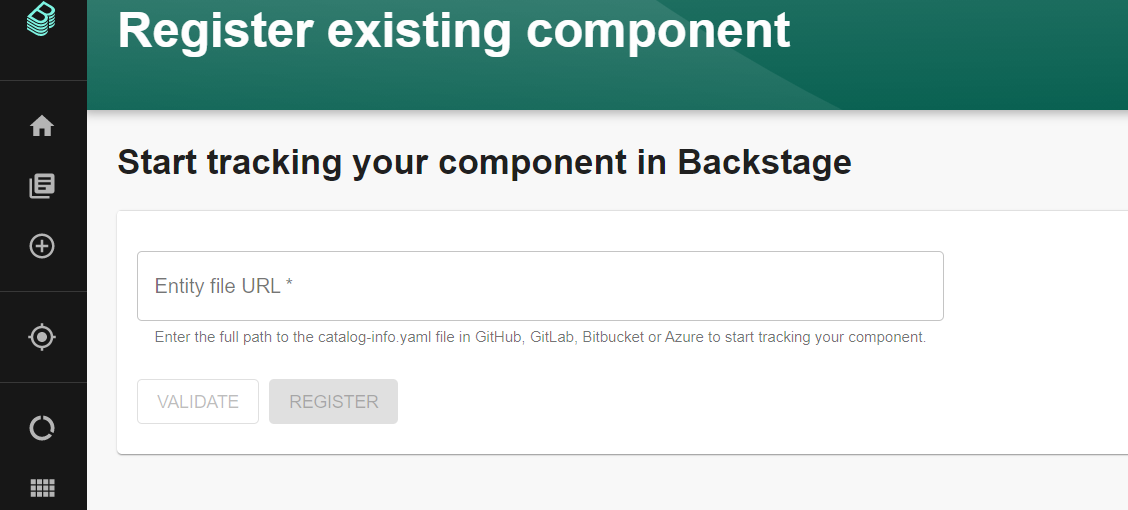 Register existing component
Start tracking your component in Backstage
Entity file URL *
Enter the full path to the catalog-info.yaml file in GitHub, GitLab, Bitbucket or Azure to start tracking your component.
VALIDATE
REGISTER